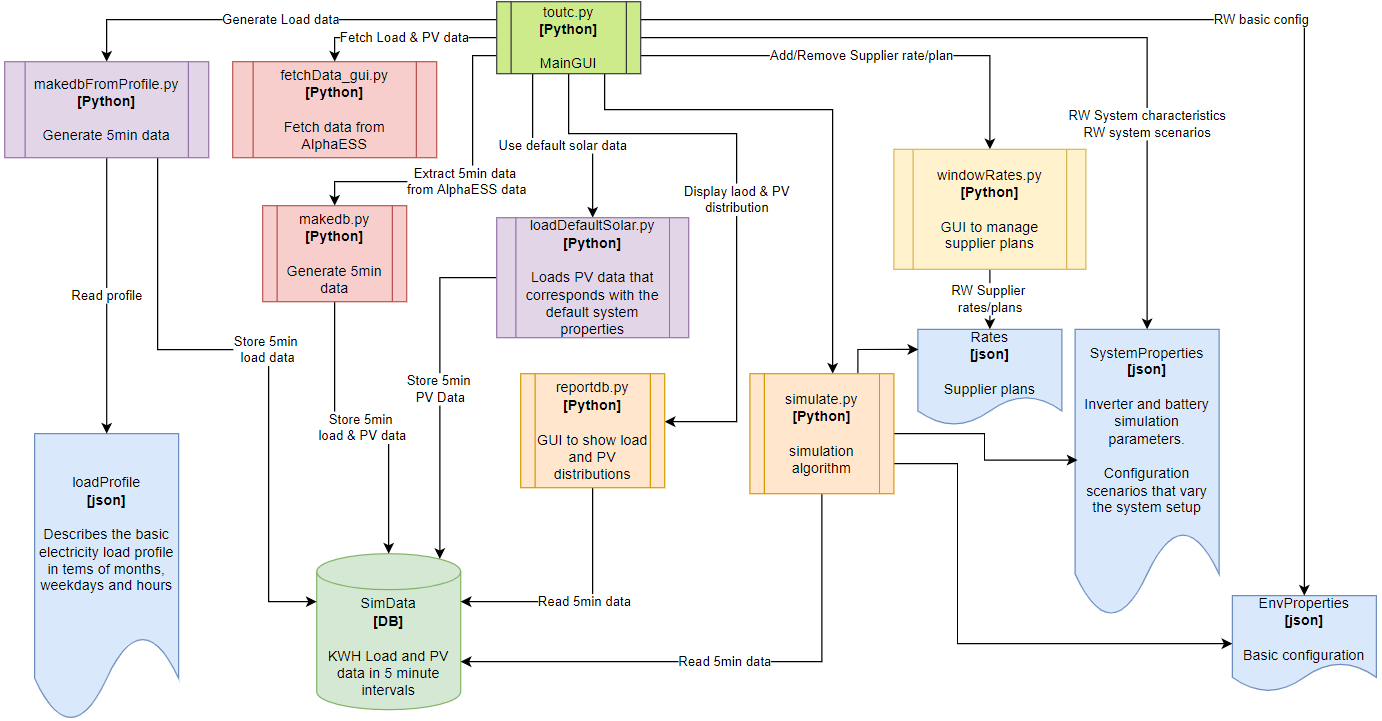 toutc.py
[Python]
MainGUI
Generate Load data
RW basic config
Fetch Load & PV data
Add/Remove Supplier rate/plan
makedbFromProfile.py
[Python]
Generate 5min data
fetchData_gui.py
[Python]
Fetch data from
AlphaESS
RW System characteristics
RW system scenarios
Use default solar data
Extract 5min data
from AlphaESS data
Display laod & PV
distribution
windowRates.py
[Python]
GUI to manage
supplier plans
makedb.py
[Python]
Generate 5min
data
loadDefaultSolar.py
[Python]
Loads PV data that
corresponds with the
default system
properties
Read profile
RW Supplier
rates/plans
Store 5min
load data
Rates
[json]
Supplier plans
SystemProperties
[json]
Inverter and battery
simulation
parameters.
Configuration
scenarios that vary
the system setup
Store 5min
PV Data
reportdb.py
[Python]
GUI to show load
and PV
distributions
simulate.py
[Python]
simulation
algorithm
Store 5min
load & PV data
loadProfile
[json]
Describes the basic
electricity load profile
in tems of months,
weekdays and hours
SimData
[DB]
KWH Load and PV
data in 5 minute
intervals
Read 5min data
Read 5min data
EnvProperties
[json]
Basic configuration